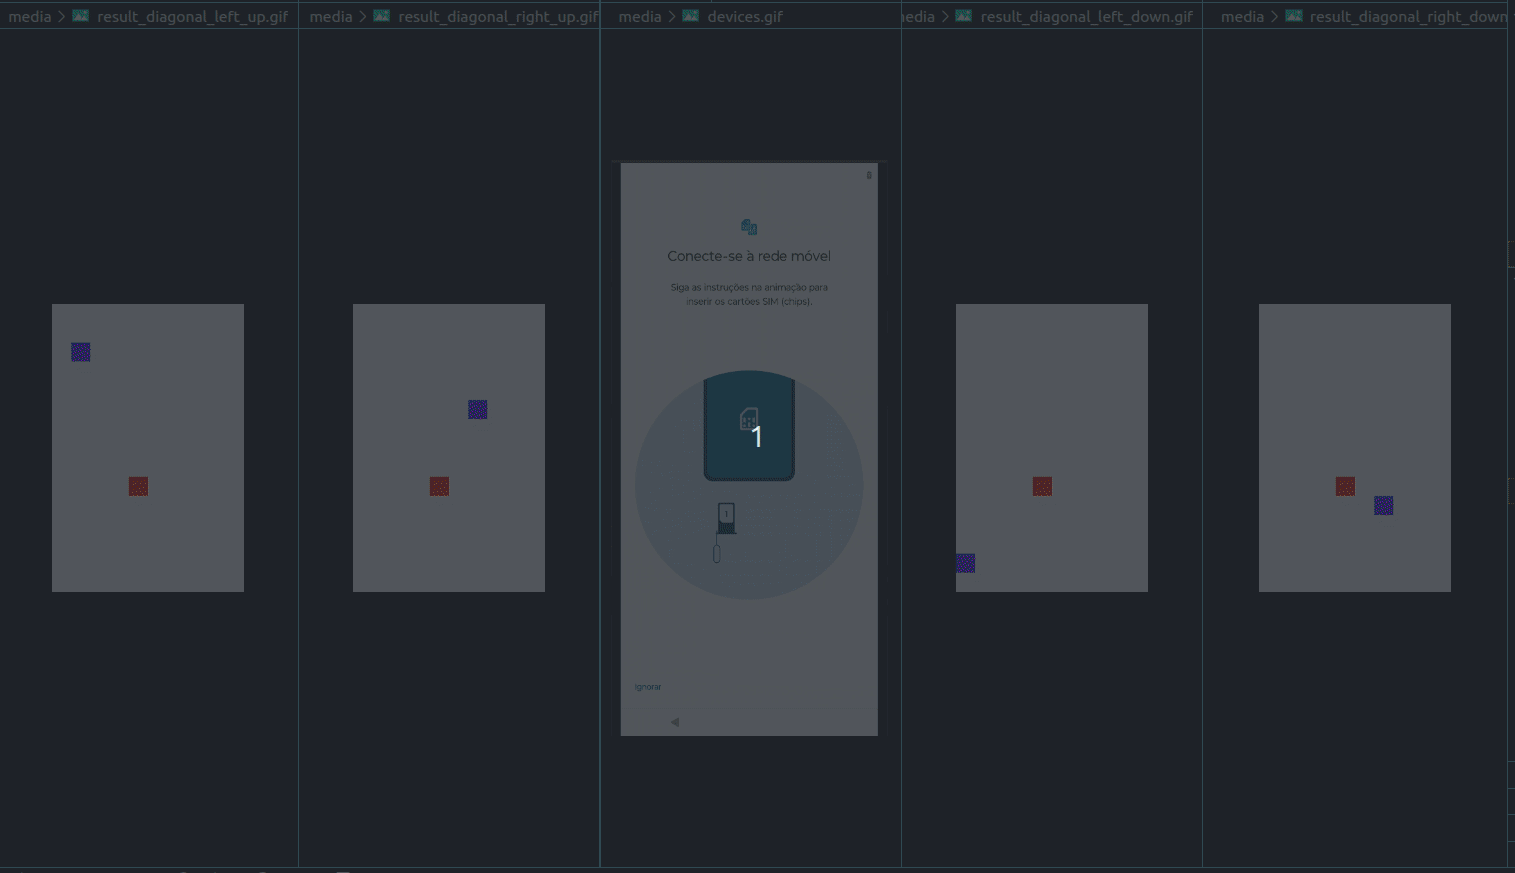 media > result_diagonal_left_up.gif
media > result_diagonal_right_up.gif
media > devices.gif
edia > result_diagonal_left_down.gif
media > result_diagonal_right_down
Conecte-se à rede móvel
Siga as instruções na animação para
inserir os cartões SIM (chips).
1
1
Ignorar